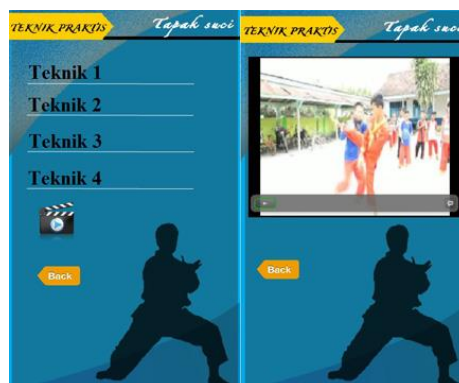 TEKNIK PRAKTIS
Tapak suci
Teknik 1
Teknik 2
Teknik 3
Teknik 4
Back
TEKNIK PRAKTIS
Tapak suci
Back